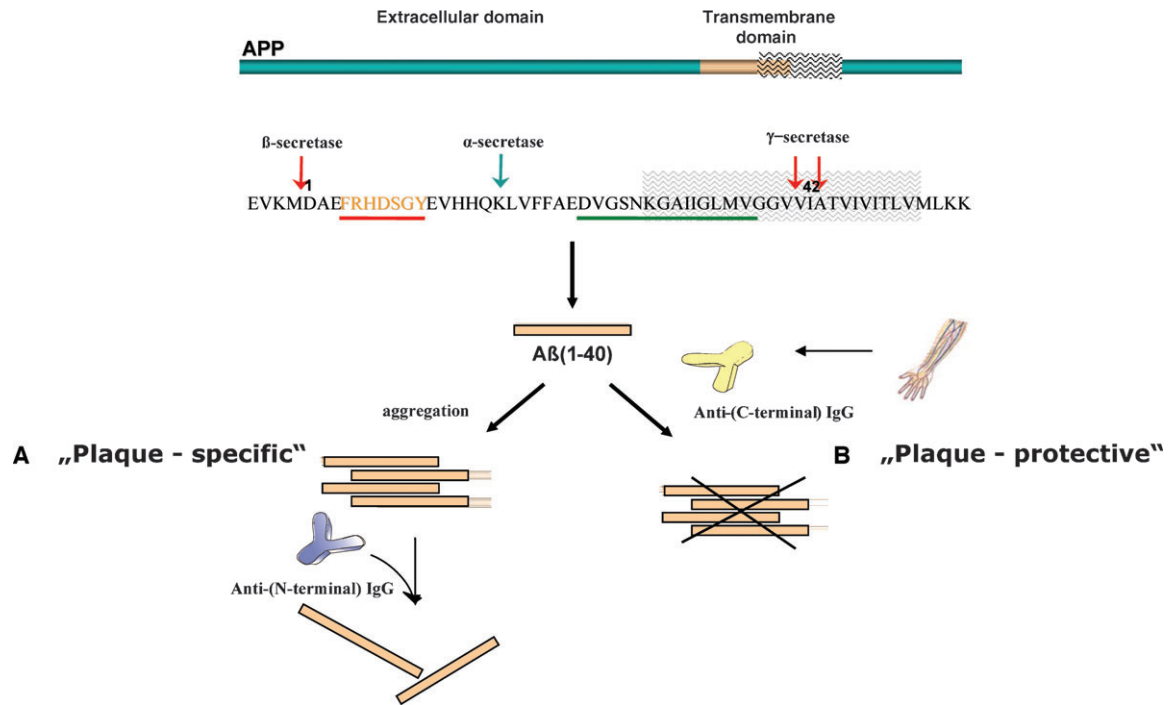 Extracellular domain
Transmembrane
domain
APP
ß-secretase
α-secretase
γ-secretase
1
42
EVKMDAEFRHDSGYEVHHQKLVFFAEDVGSNKGAIIGLMVGGVVIATVIVITLVMLKK
Aß(1-40)
Anti-(C-terminal) IgG
aggregation
A „Plaque - specific“
B „Plaque - protective“
Anti-(N-terminal) IgG